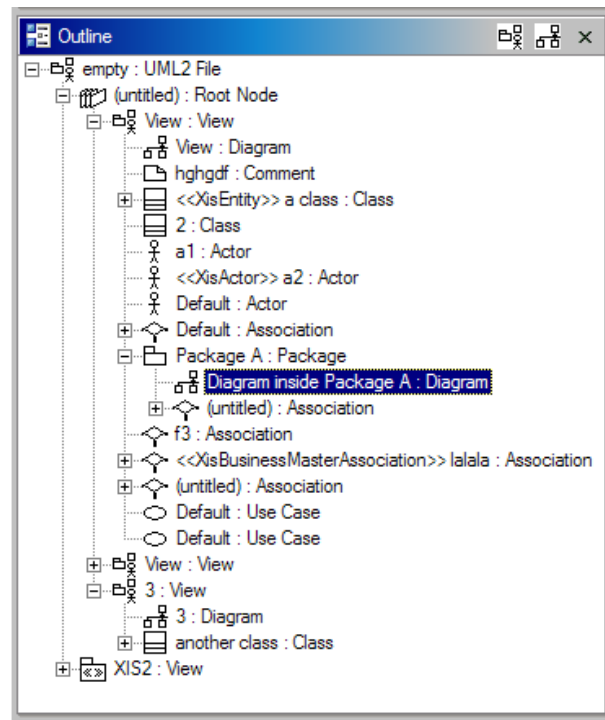 Outline
empty : UML2 File
(untitled) : Root Node
View : View
View : Diagram
hghgdf : Comment
<<XisEntity>> a class : Class
2 : Class
a1 : Actor
<<XisActor>> a2 : Actor
Default : Actor
Default : Association
Package A : Package
Diagram inside Package A : Diagram
(untitled) : Association
f3 : Association
<<XisBusinessMasterAssociation>> lalala : Association
(untitled) : Association
Default : Use Case
Default : Use Case
View : View
3 : View
3 : Diagram
another class : Class
XIS2 : View